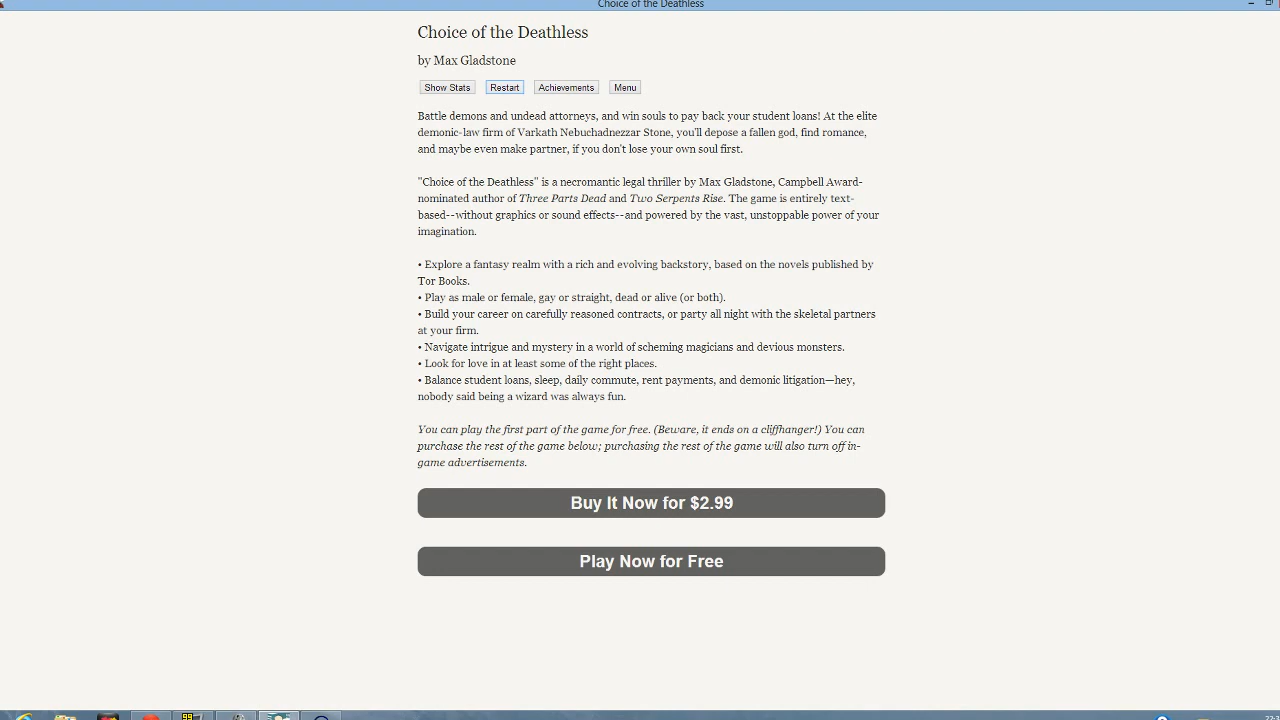 Choice of the Deathless
Choice of the Deathless
by Max Gladstone
Show Stats Restart Achievements Menu
Battle demons and undead attorneys, and win souls to pay back your student loans! At the elite
demonic-law firm of Varkath Nebuchadnezzar Stone, you'll depose a fallen god, find romance,
and maybe even make partner, if you don't lose your own soul first.
"Choice of the Deathless" is a necromantic legal thriller by Max Gladstone, Campbell Award-
nominated author of Three Parts Dead and Two Serpents Rise. The game is entirely text-
based--without graphics or sound effects--and powered by the vast, unstoppable power of your
imagination.
• Explore a fantasy realm with a rich and evolving backstory, based on the novels published by
Tor Books.
• Play as male or female, gay or straight, dead or alive (or both).
• Build your career on carefully reasoned contracts, or party all night with the skeletal partners
at your firm.
• Navigate intrigue and mystery in a world of scheming magicians and devious monsters.
• Look for love in at least some of the right places.
• Balance student loans, sleep, daily commute, rent payments, and demonic litigation—hey,
nobody said being a wizard was always fun.
You can play the first part of the game for free. (Beware, it ends on a cliffhanger!) You can
purchase the rest of the game below; purchasing the rest of the game will also turn off in-
game advertisements.
Buy It Now for $2.99
Play Now for Free
99